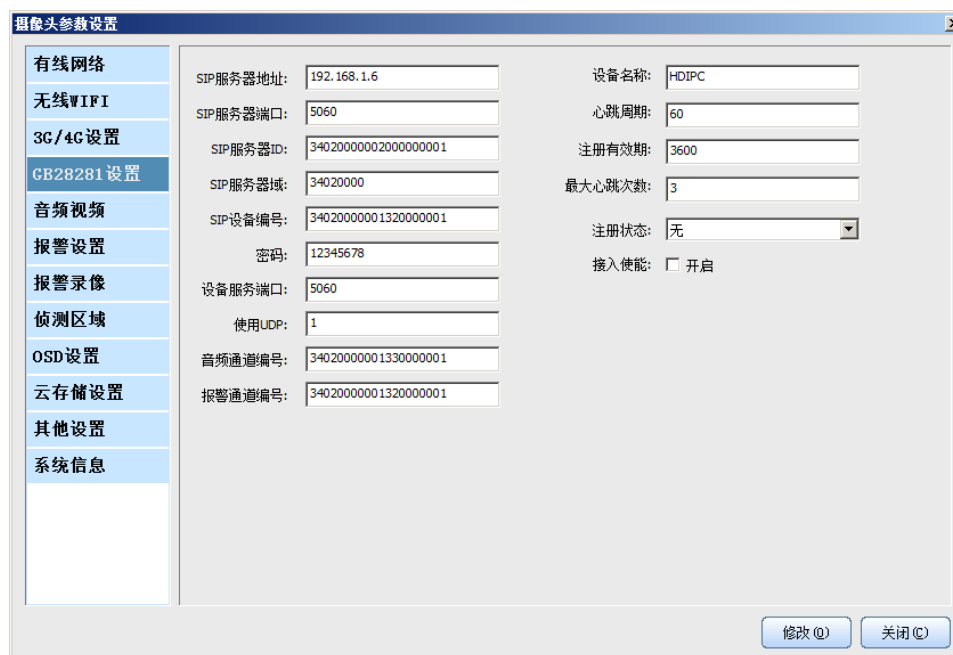 摄像头参数设置
有线网络
无线WIFI
3G/4G设置
GB28281设置
音频视频
报警设置
报警录像
侦测区域
OSD设置
云存储设置
其他设置
系统信息
SIP服务器地址: 192.168.1.6
SIP服务器端口: 5060
SIP服务器ID: 34020000002000000001
SIP服务器域: 34020000
SIP设备编号: 34020000001320000001
密码: 12345678
设备服务端口: 5060
使用UDP: 1
音频通道编号: 34020000001330000001
报警通道编号: 34020000001320000001
设备名称: HDIPC
心跳周期: 60
注册有效期: 3600
最大心跳次数: 3
注册状态: 无
接入使能: 开启
修改(O) 关闭(C)